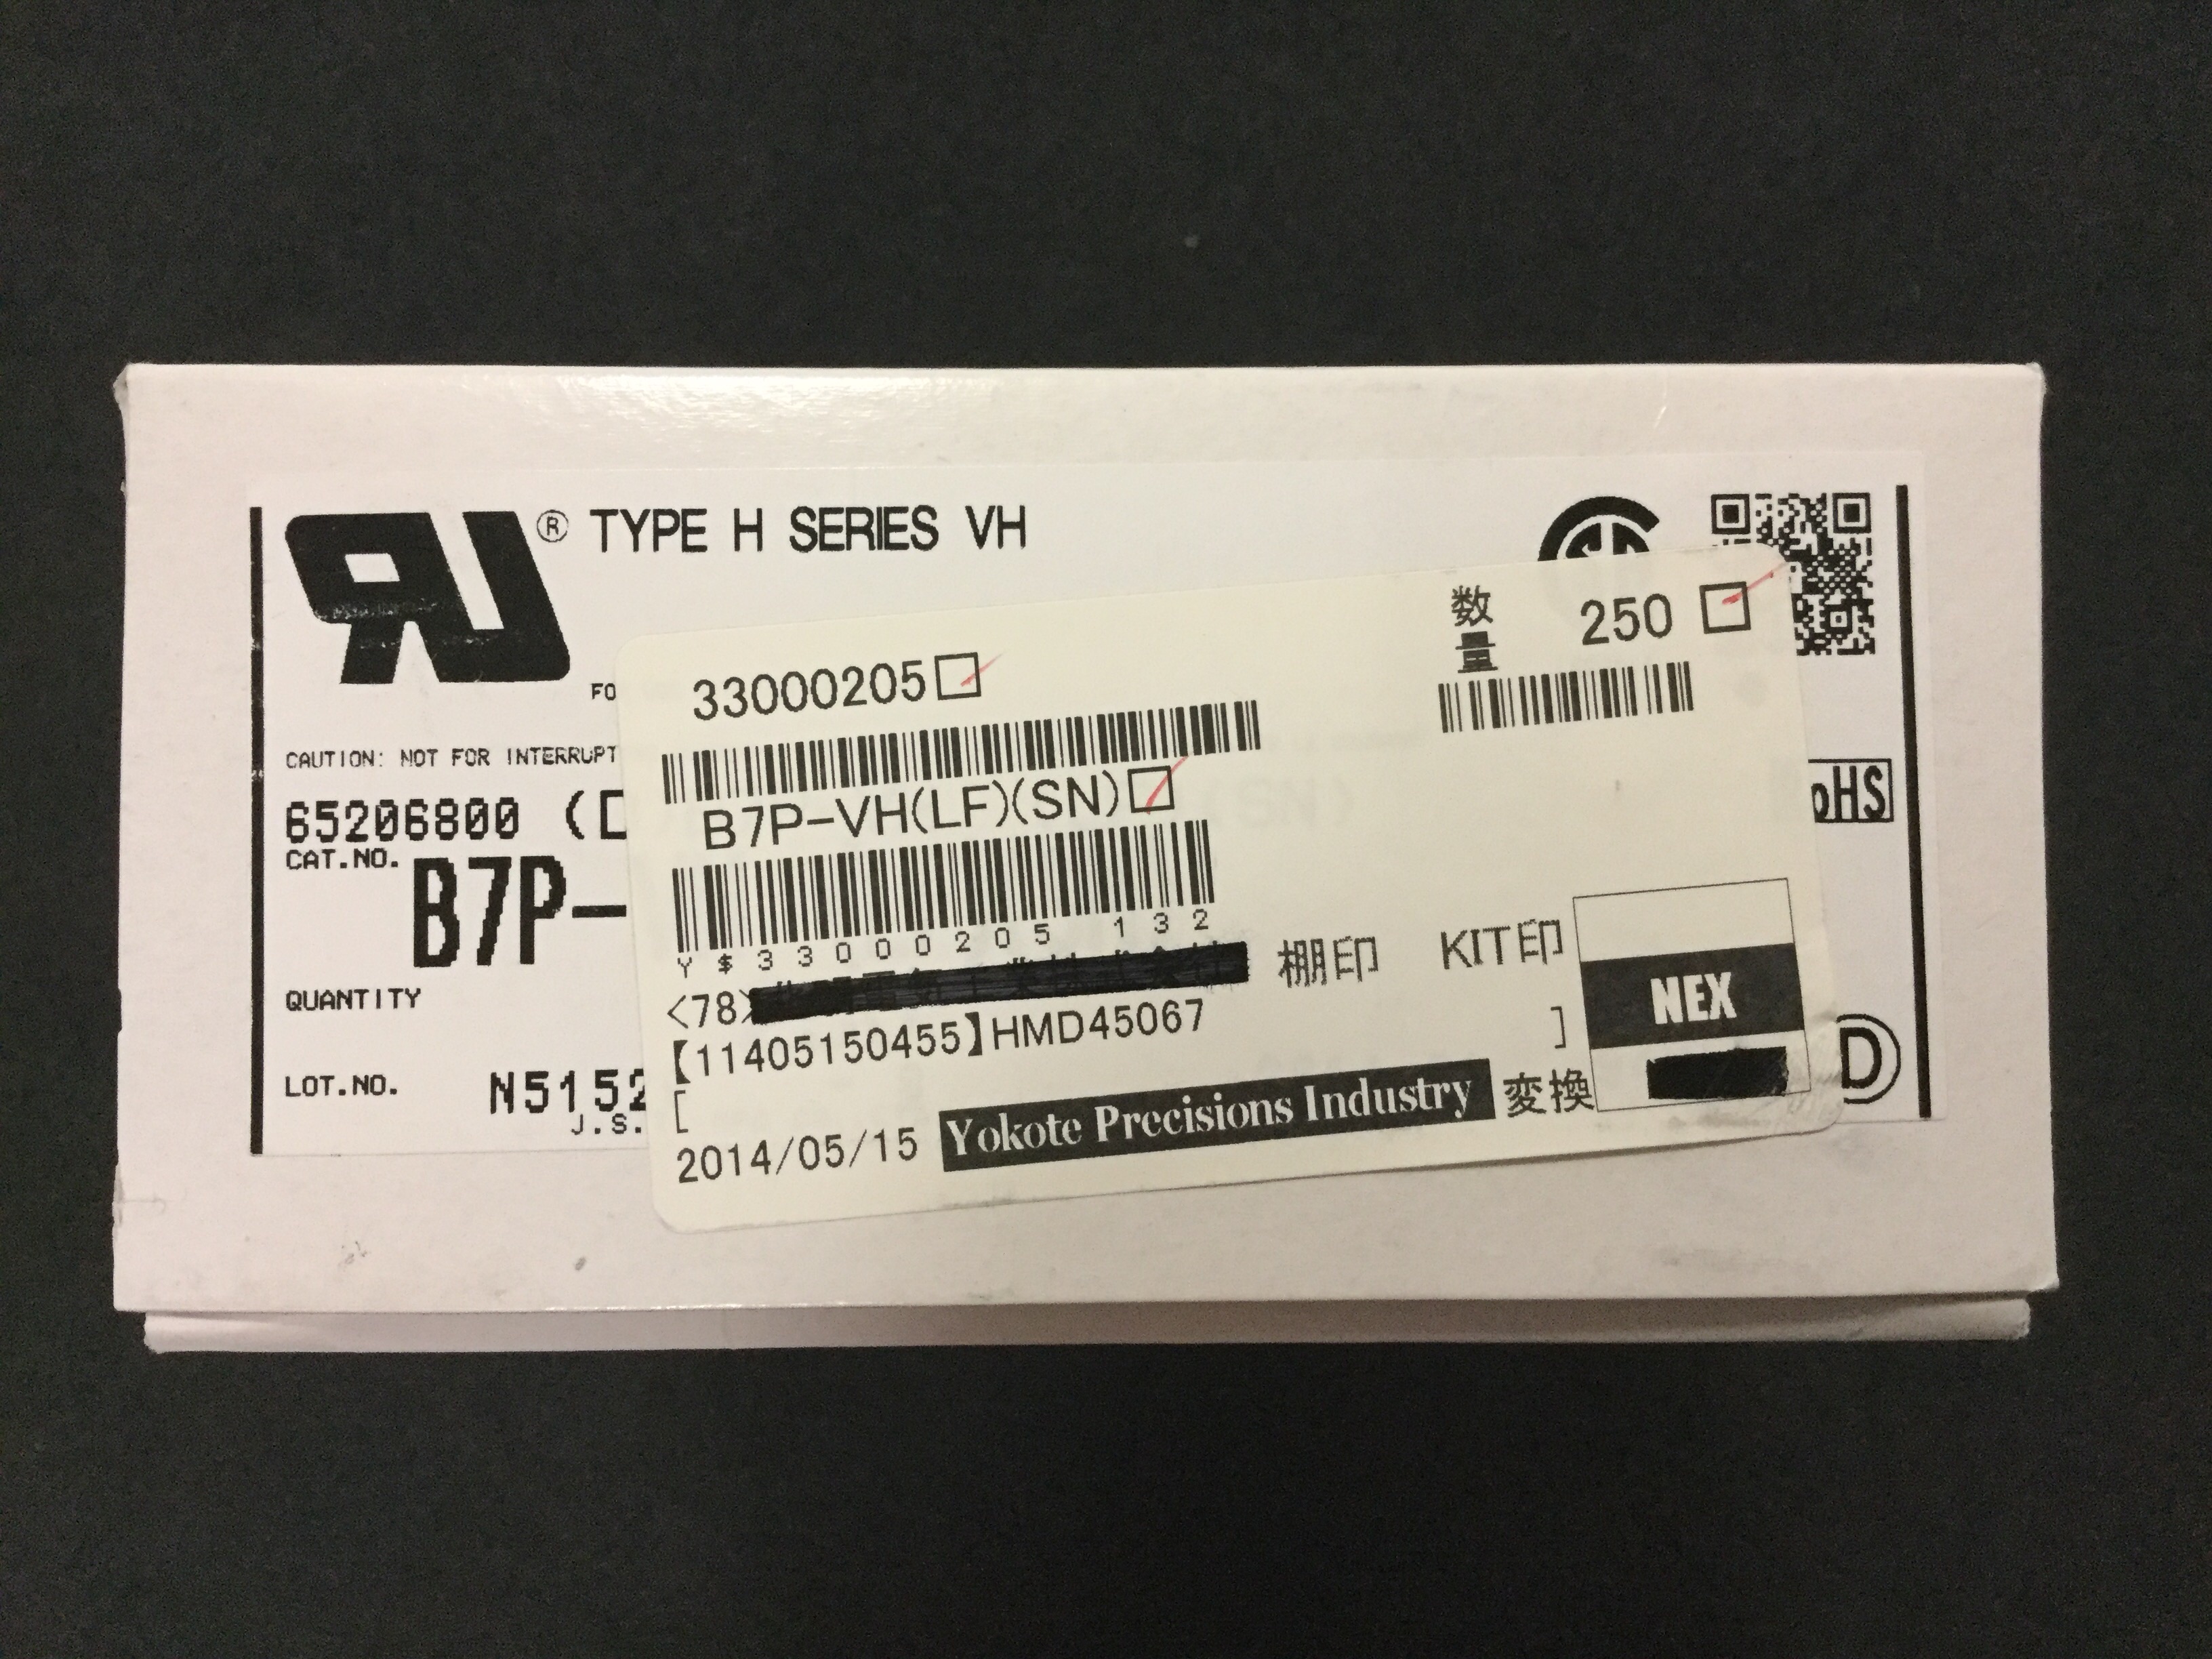 ® TYPE H SERIES VH
FO
CAUTION: NOT FOR INTERRUPT
65206800
CAT.NO. B7P-
QUANTITY
LOT.NO. N5152
J.S.
oHS
D
33000205
数量 250
B7P-VH(LF)(SN)
Y $ 3 3 0 0 0 2 0 5 1 3 2
<78> 棚印 KIT印
【11405150455】HMD45067
[ ]
NEX
2014/05/15 Yokote Precisions Industry 変換